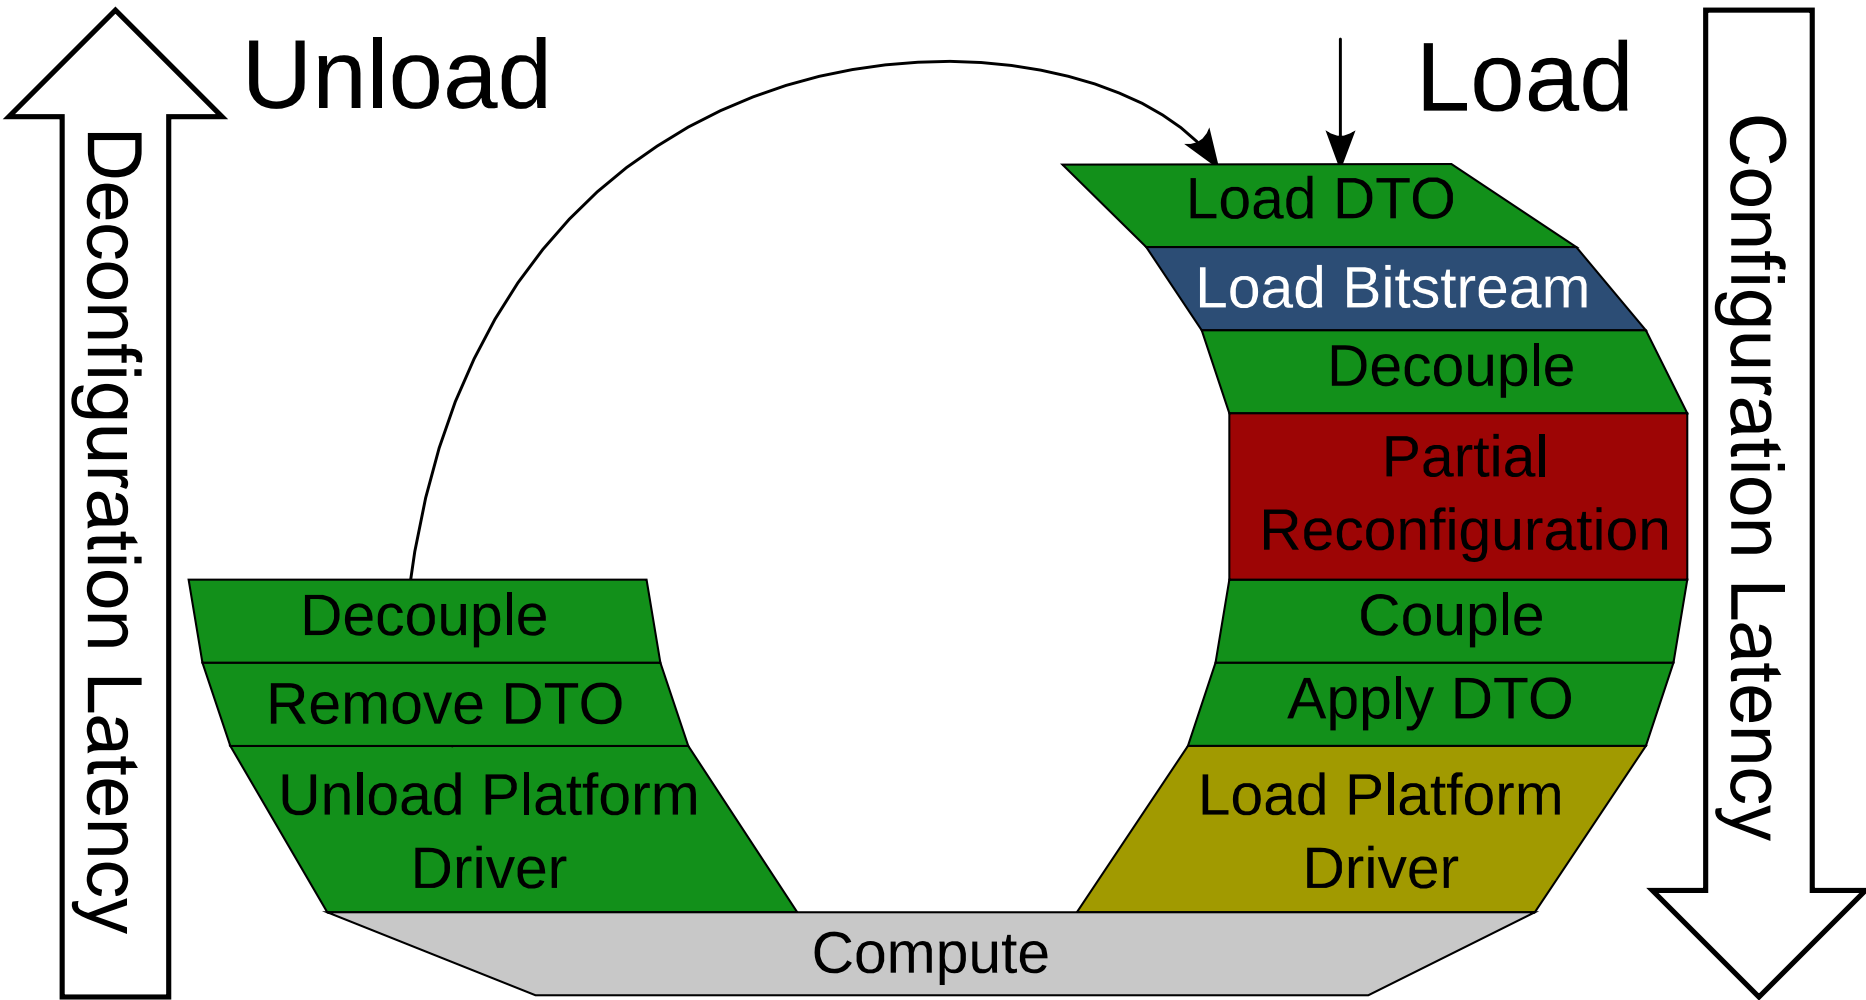 Unload
Load
Deconfiguration Latency
Configuration Latency
Load DTO
Load Bitstream
Decouple
Partial
Reconfiguration
Couple
Apply DTO
Load Platform
Driver
Compute
Unload Platform
Driver
Remove DTO
Decouple